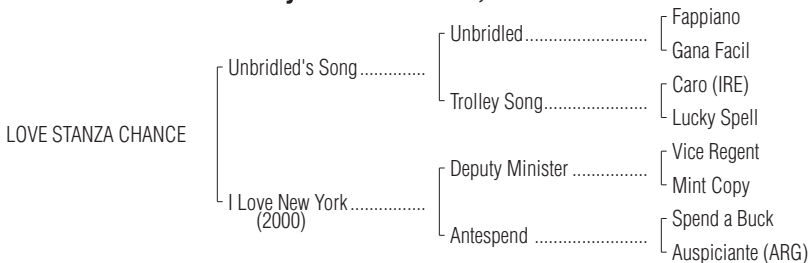 Fappiano
Unbridled........................
Gana Facil
Unbridled's Song..............
Caro (IRE)
Trolley Song.....................
Lucky Spell
LOVE STANZA CHANCE
Vice Regent
Deputy Minister ................
Mint Copy
I Love New York................
(2000)
Spend a Buck
Antespend ........................
Auspiciante (ARG)